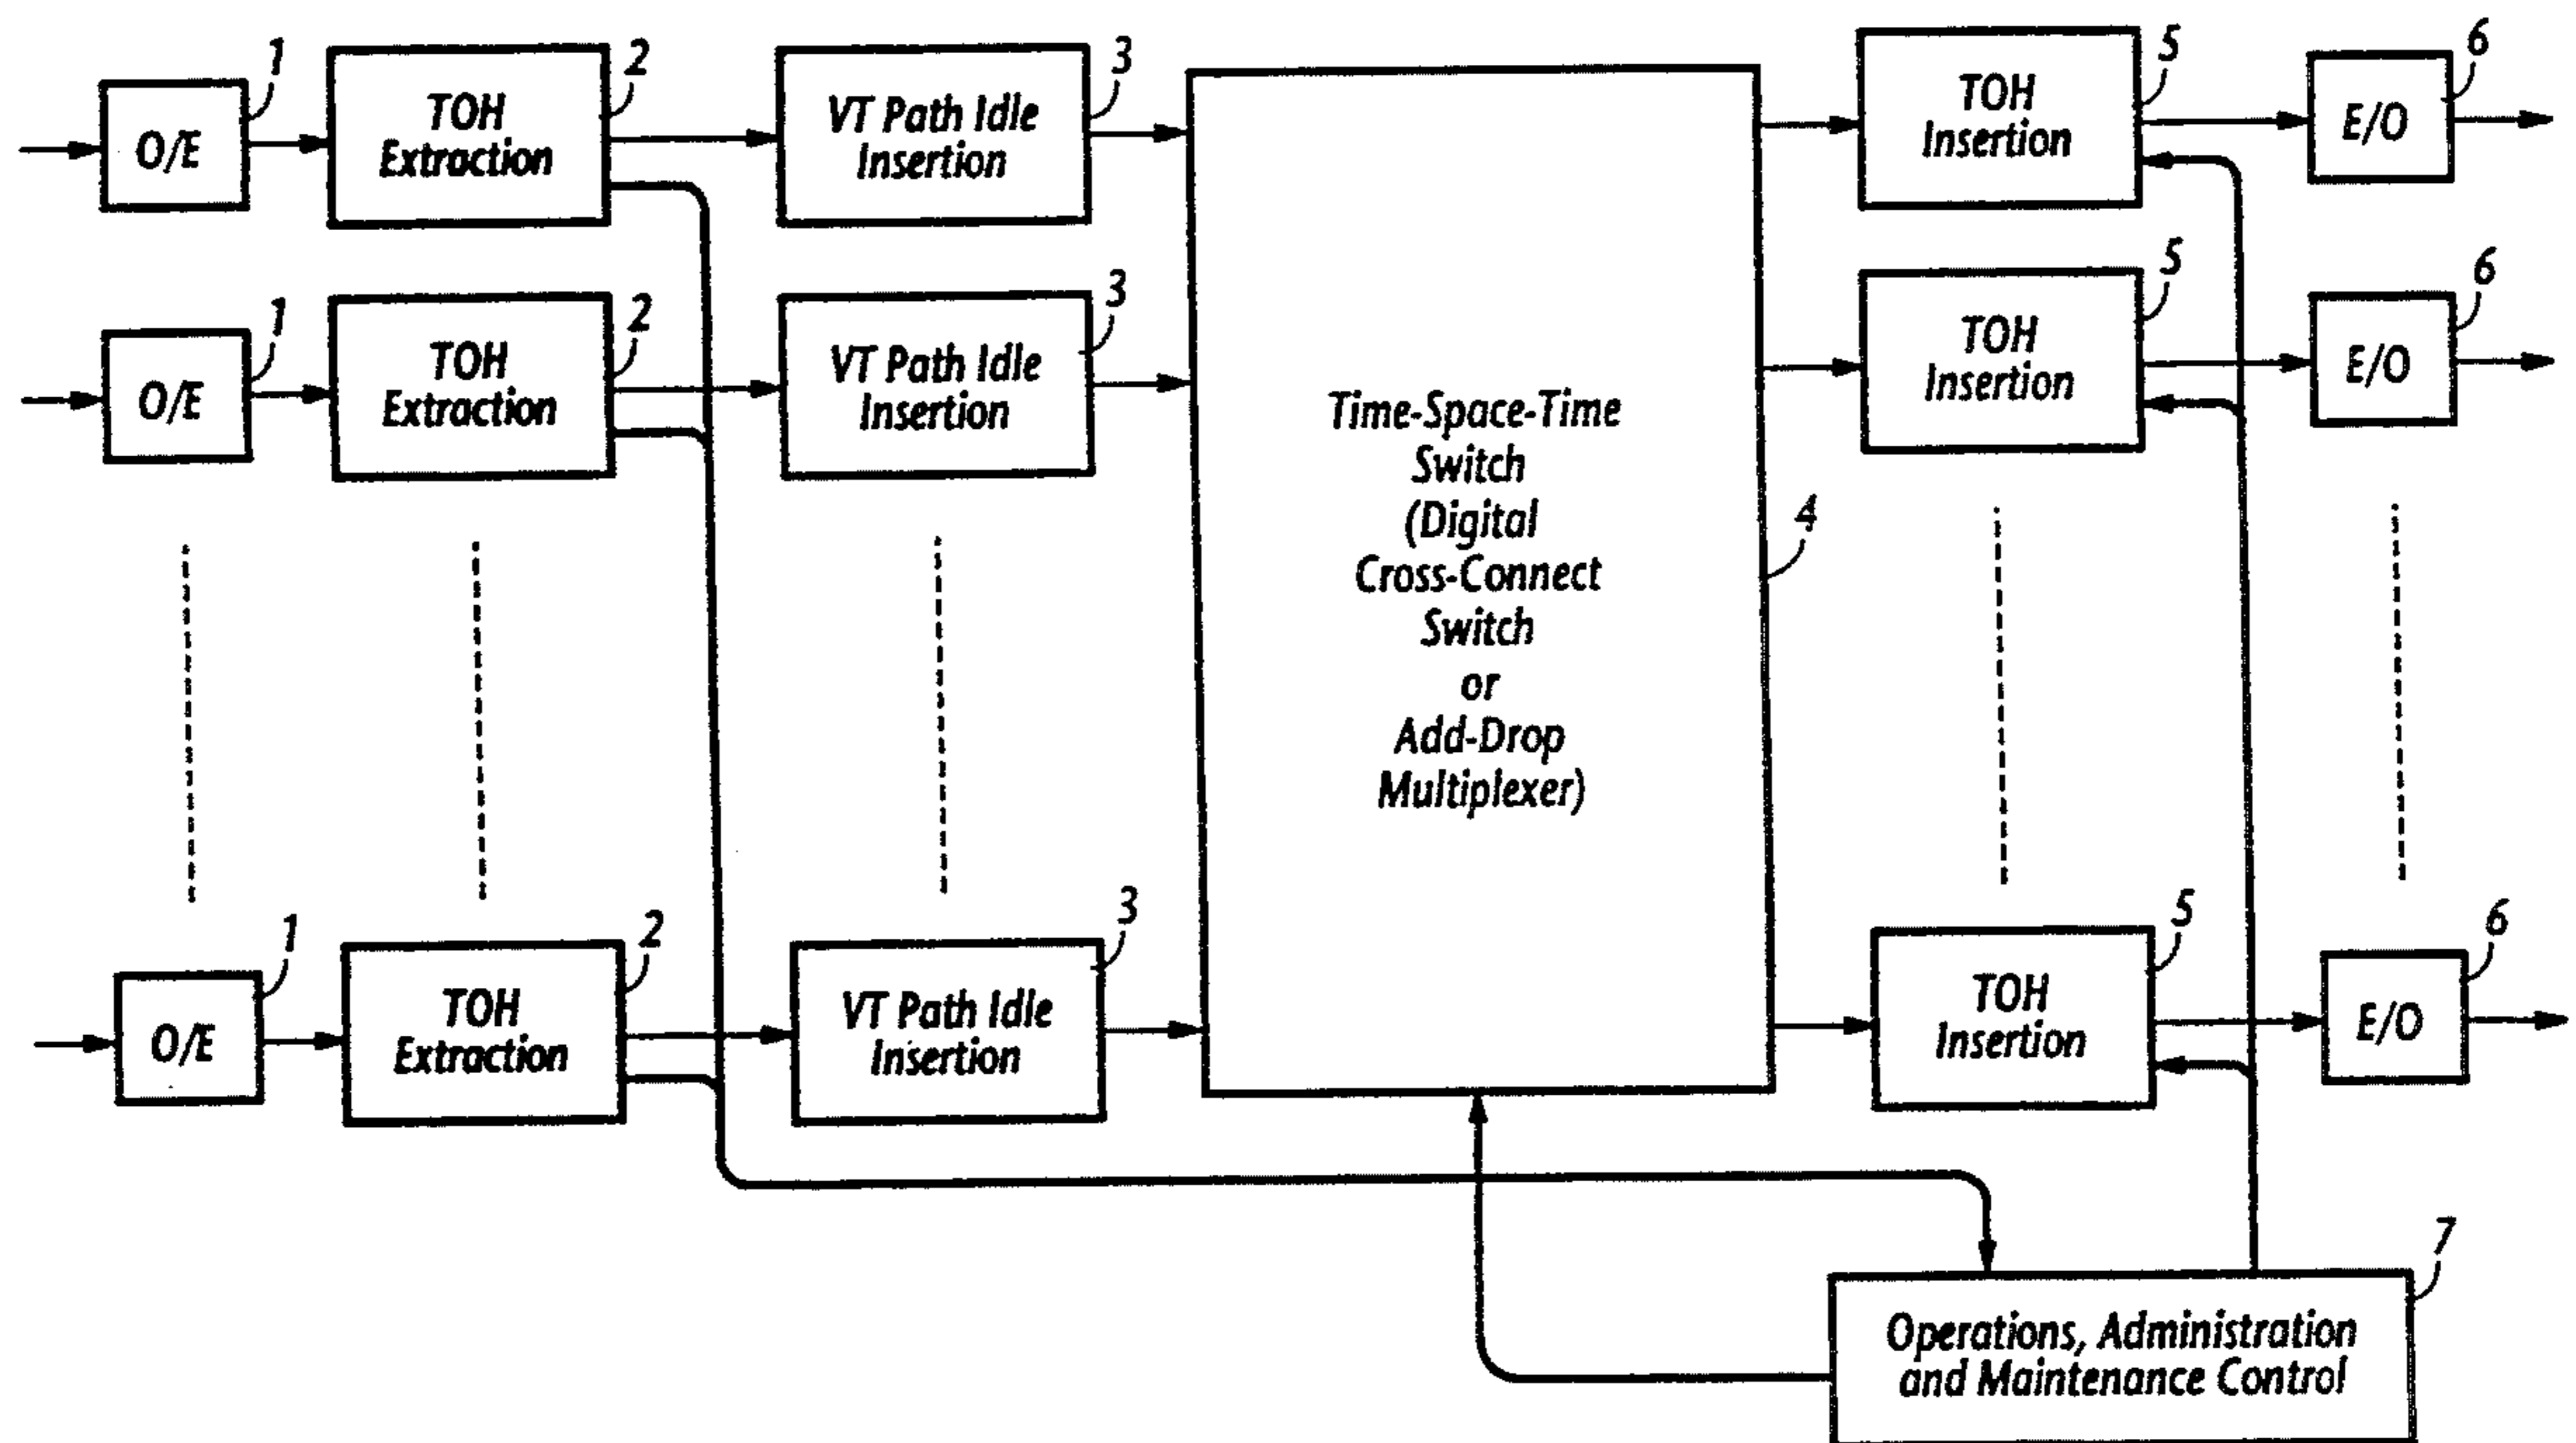 1
O/E
2
TOH
Extraction
3
VT Path Idle
Insertion
5
TOH
Insertion
6
E/O
1
O/E
2
TOH
Extraction
3
VT Path Idle
Insertion
5
TOH
Insertion
6
E/O
Time-Space-Time
Switch
(Digital
Cross-Connect
Switch
or
Add-Drop
Multiplexer)
4
1
O/E
2
TOH
Extraction
3
VT Path Idle
Insertion
5
TOH
Insertion
6
E/O
7
Operations, Administration
and Maintenance Control